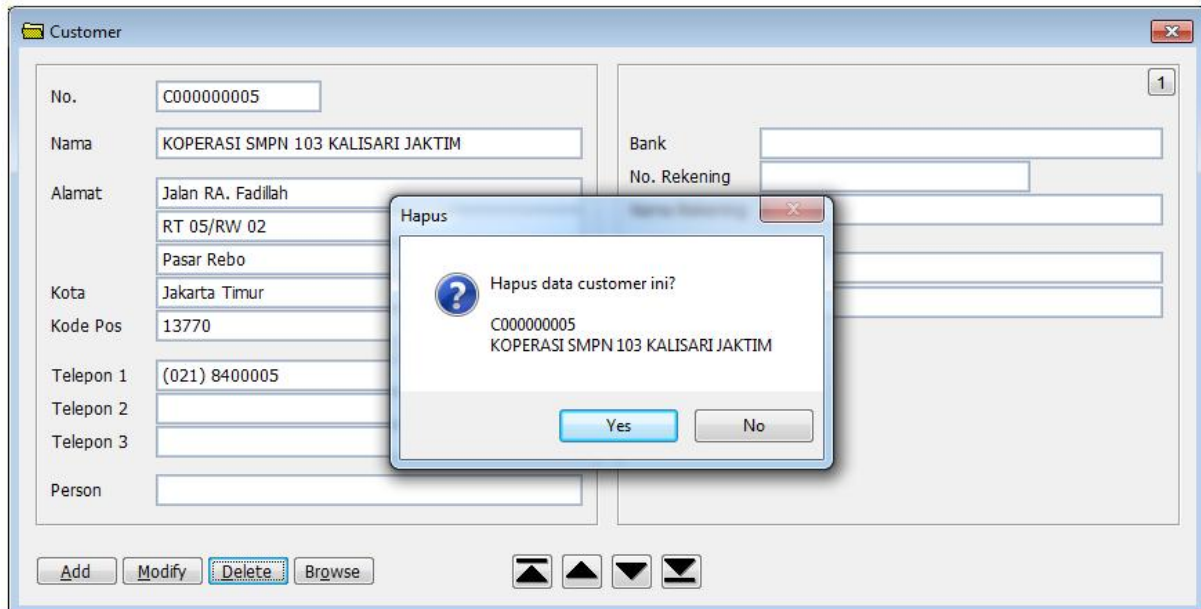 Customer
No. C000000005
Nama KOPERASI SMPN 103 KALISARI JAKTIM
Alamat Jalan RA. Fadillah
RT 05/RW 02
Pasar Rebo
Kota Jakarta Timur
Kode Pos 13770
Telepon 1 (021) 8400005
Telepon 2
Telepon 3
Person
1
Bank
No. Rekening
Hapus
Hapus data customer ini?
C000000005
KOPERASI SMPN 103 KALISARI JAKTIM
Yes No
Add Modify Delete Browse